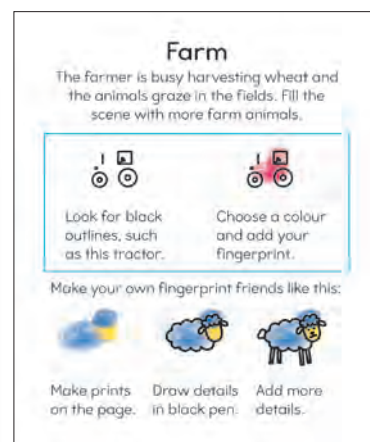 Farm
The farmer is busy harvesting wheat and
the animals graze in the fields. Fill the
scene with more farm animals.
Look for black
outlines, such
as this tractor.
Choose a colour
and add your
fingerprint.
Make your own fingerprint friends like this:
Make prints
on the page.
Draw details
in black pen.
Add more
details.